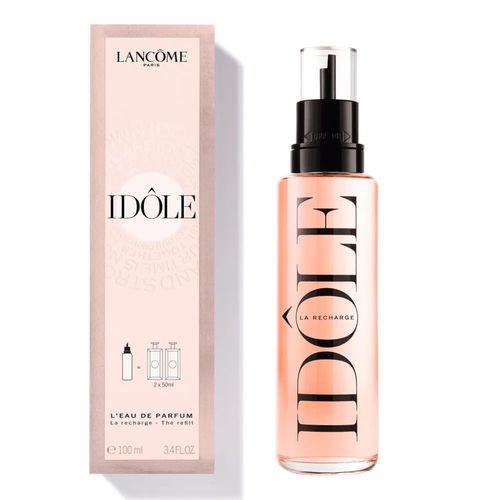 LANCÔME
PARIS
IDÔLE
=
2 x 50ml
L'EAU DE PARFUM
La recharge - The refill
℮ 100 ml 3.4 FL.OZ.
IDÔLE
LA RECHARGE